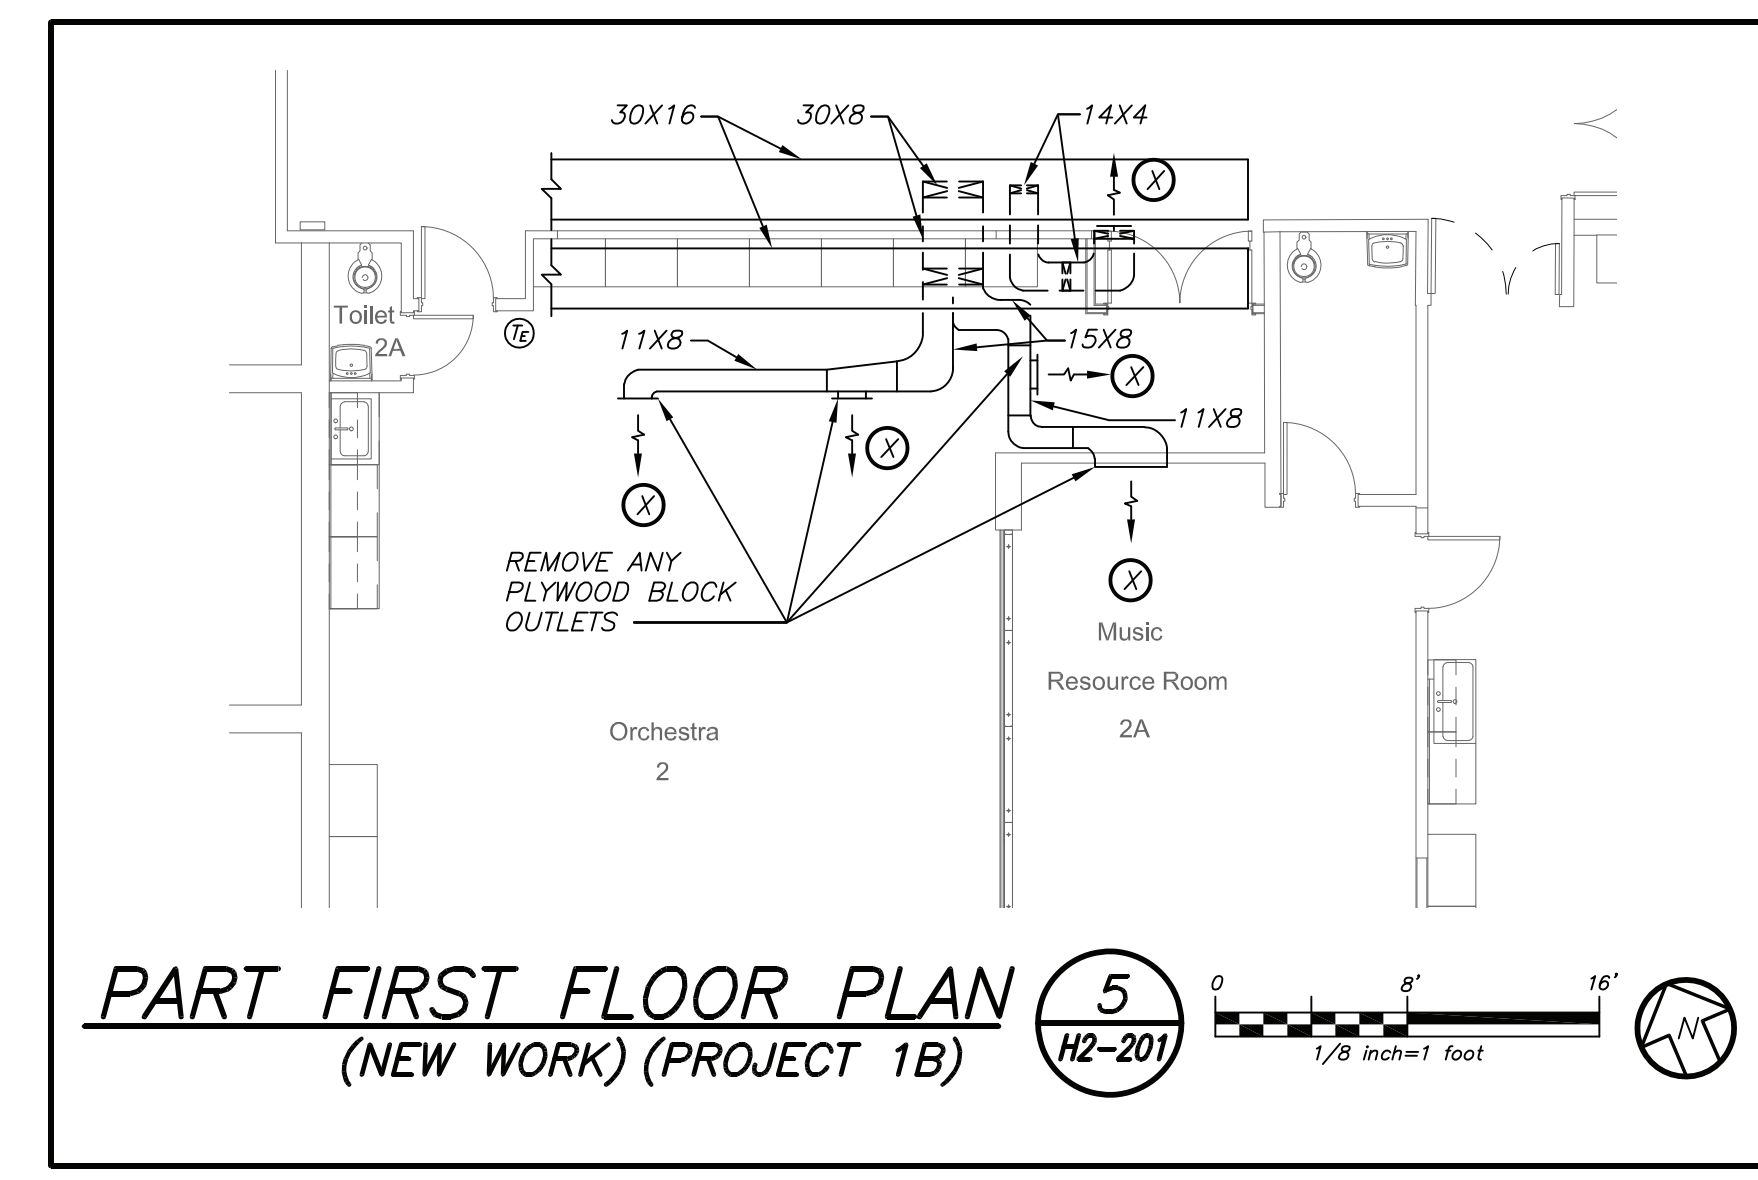 30X16
30X8
14X4
X
Toilet
2A
TE
11X8
15X8
X
11X8
X
X
REMOVE ANY
PLYWOOD BLOCK
OUTLETS
X
Music
Resource Room
2A
Orchestra
2
PART FIRST FLOOR PLAN
(NEW WORK) (PROJECT 1B)
5
H2-201
0 8' 16'
1/8 inch=1 foot
N